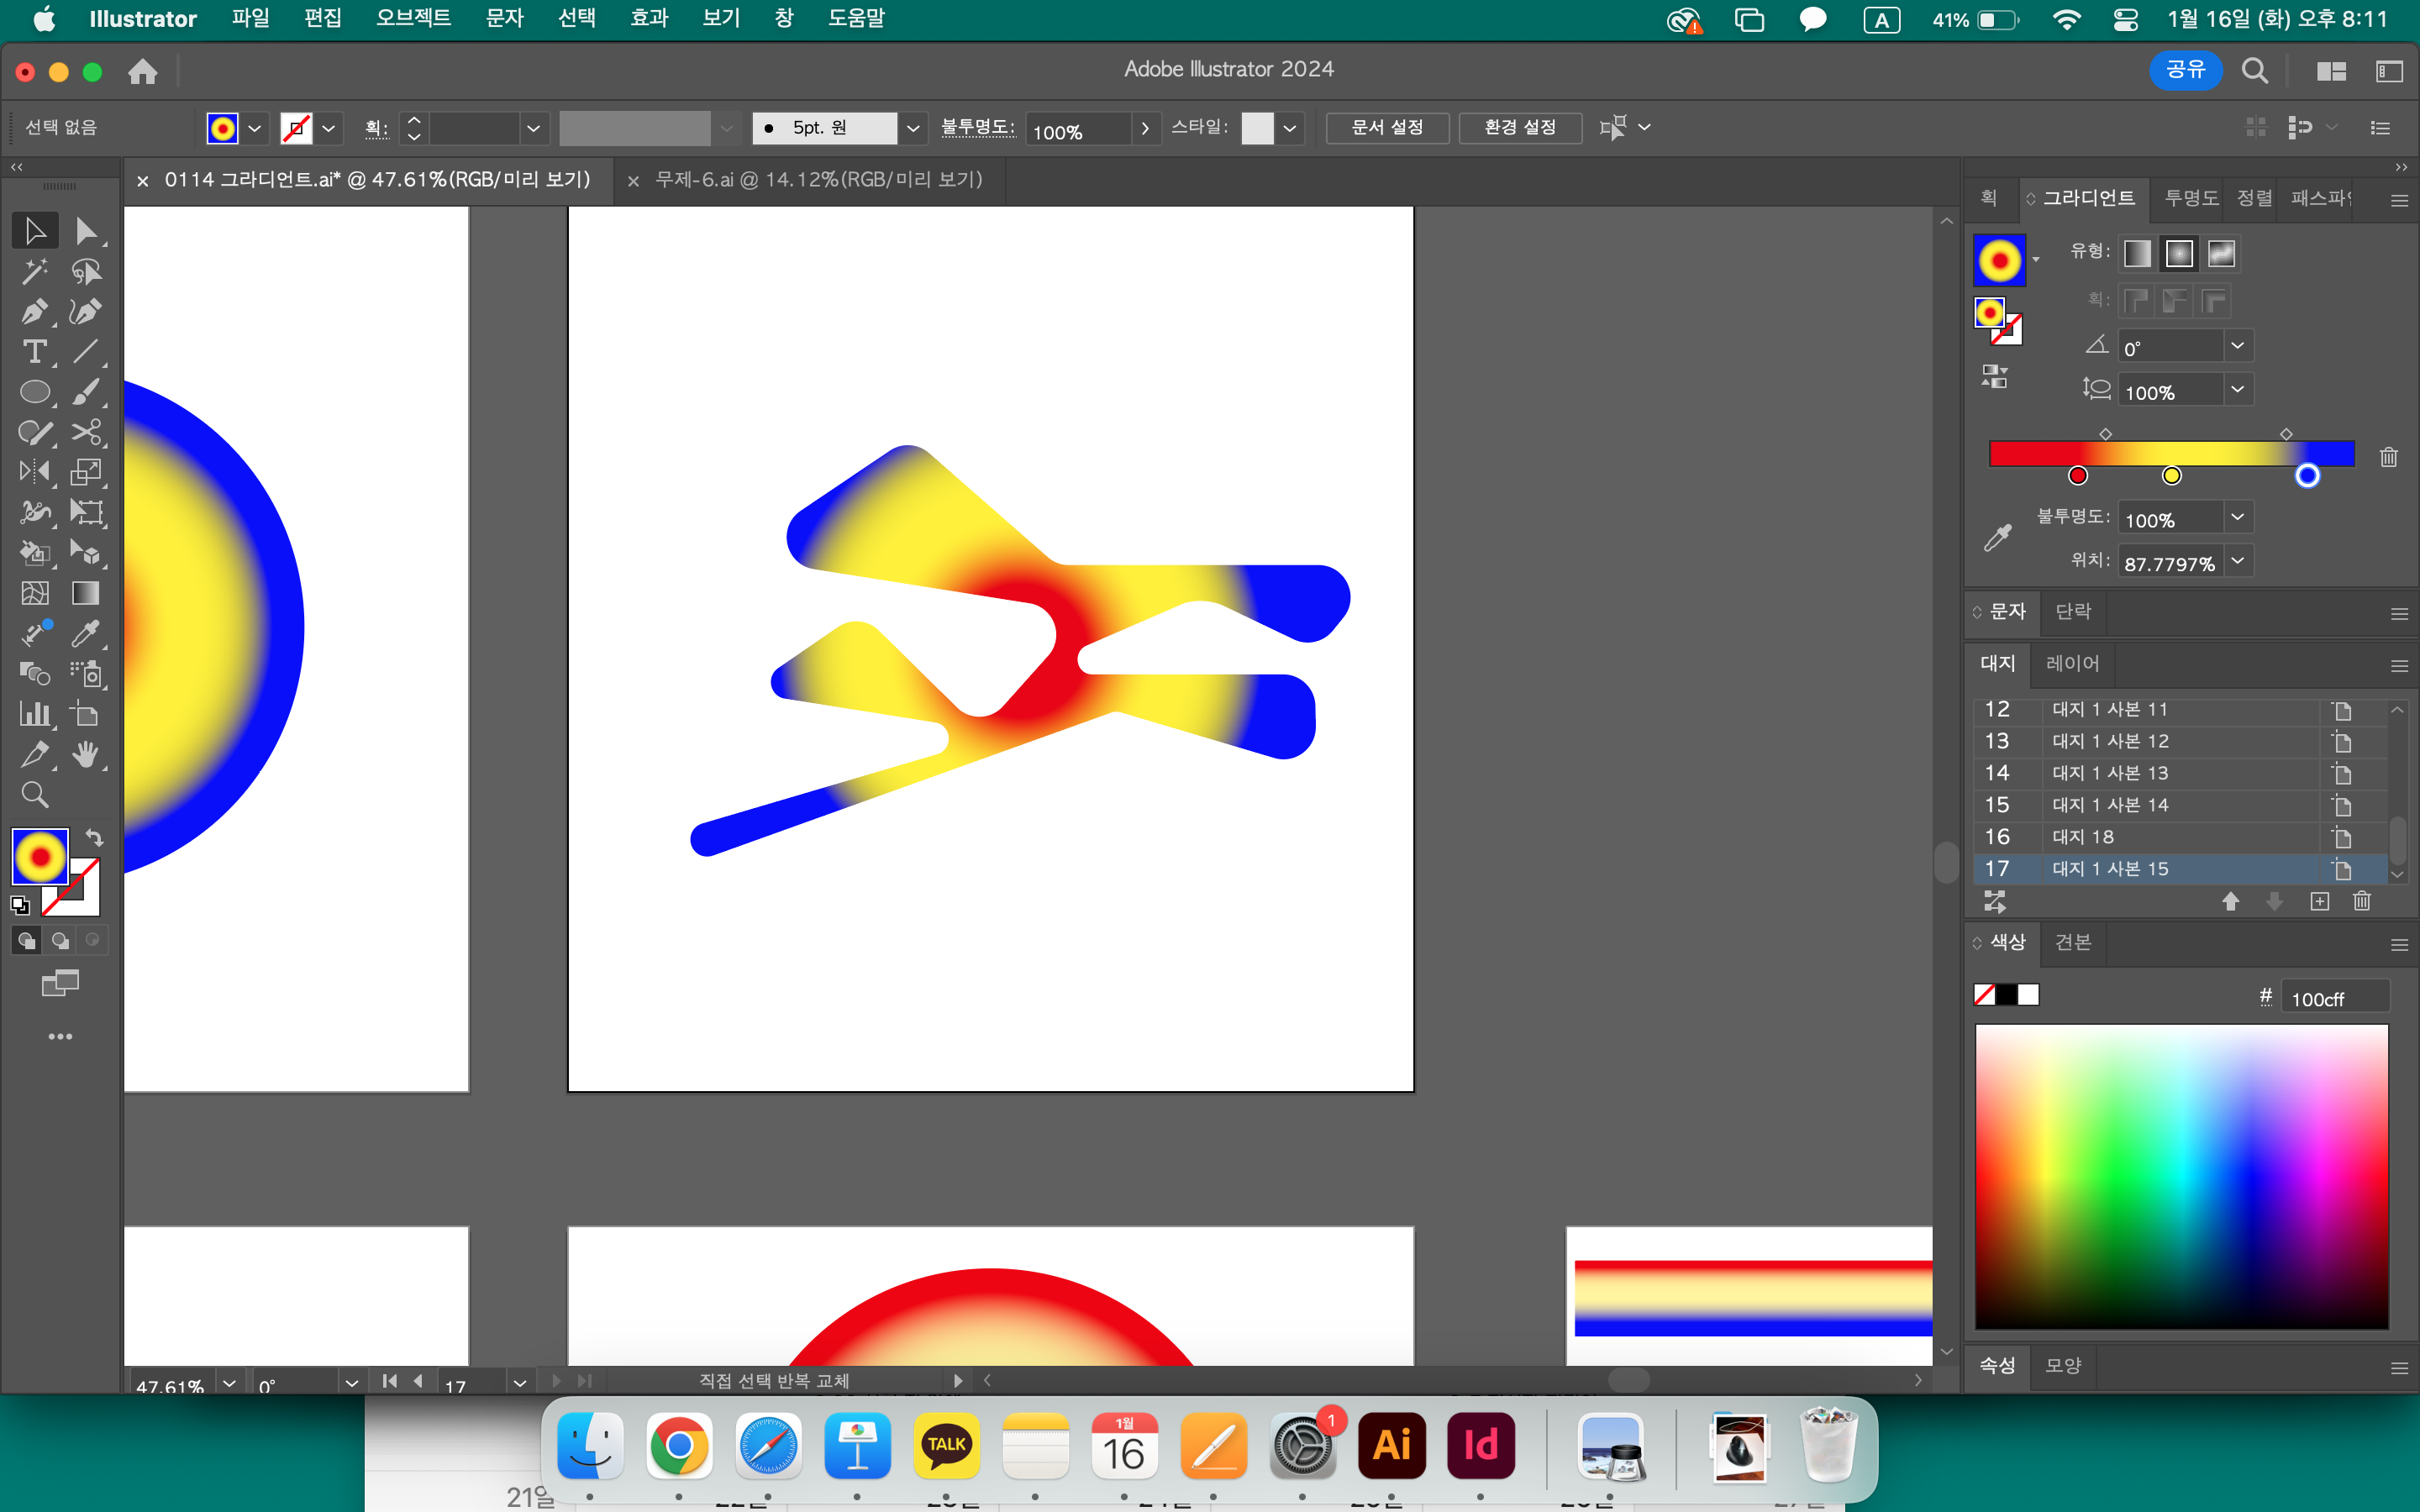 Illustrator 파일 편집 오브젝트 문자 선택 효과 보기 창 도움말 A 41% 1월 16일 (화) 오후 8:11
Adobe Illustrator 2024 공유
선택 없음 획: 5pt. 원 불투명도: 100% 스타일: 문서 설정 환경 설정
× 0114 그라디언트.ai* @ 47.61%(RGB/미리 보기) × 무제-6.ai @ 14.12%(RGB/미리 보기)
획 그라디언트 투명도 정렬
유형:
획:
0°
100%
불투명도: 100%
위치: 87.7797%
문자 단락
대지 레이어
12 대지 1 사본 11
13 대지 1 사본 12
14 대지 1 사본 13
15 대지 1 사본 14
16 대지 18
17 대지 1 사본 15
색상 견본
# 100cff
속성 모양
47.61% 0° 17 직접 선택 반복 교체
TALK 1월 16 1 Ai Id
21일